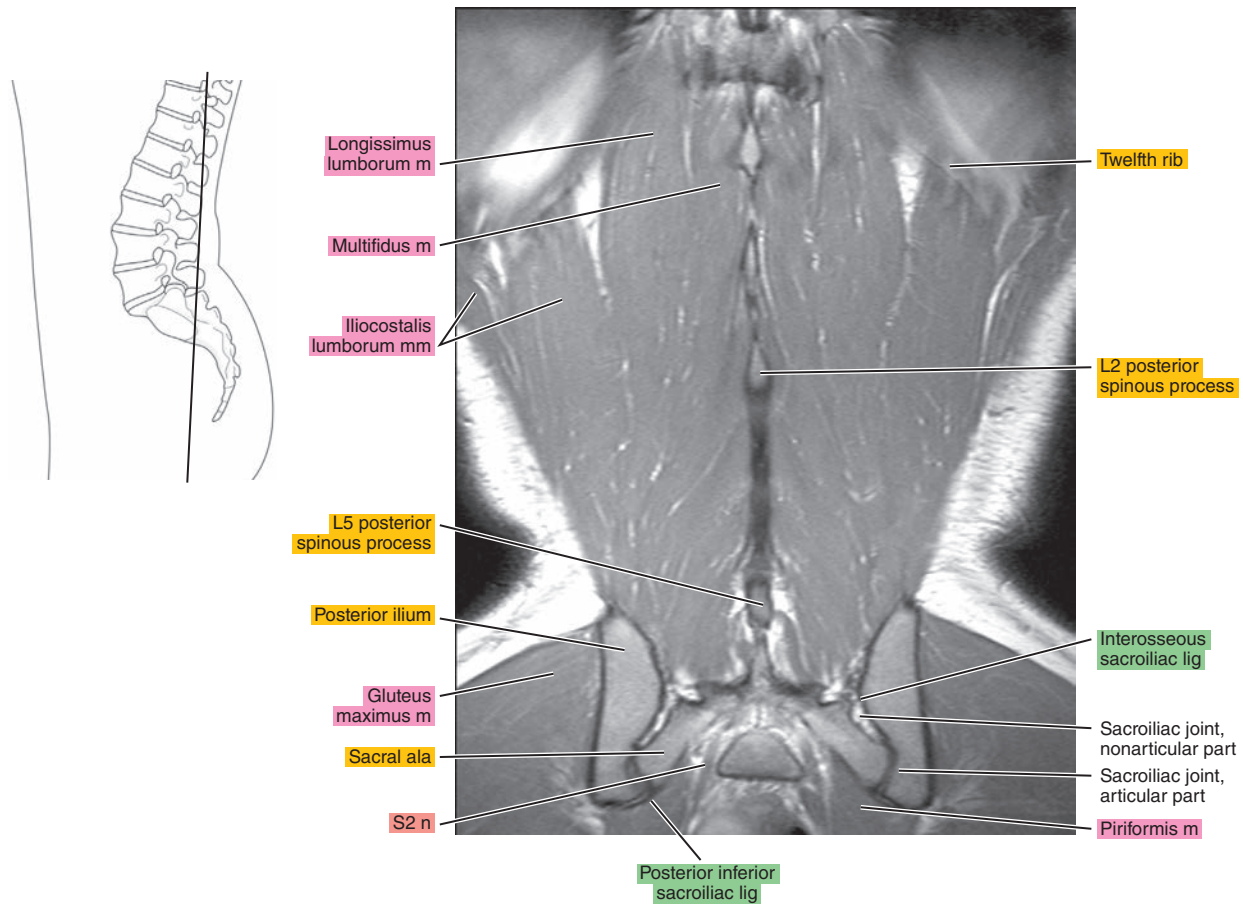 Longissimus
lumborum m
Multifidus m
Iliocostalis
lumborum mm
L5 posterior
spinous process
Posterior ilium
Gluteus
maximus m
Sacral ala
S2 n
Posterior inferior
sacroiliac lig
Twelfth rib
L2 posterior
spinous process
Interosseous
sacroiliac lig
Sacroiliac joint,
nonarticular part
Sacroiliac joint,
articular part
Piriformis m